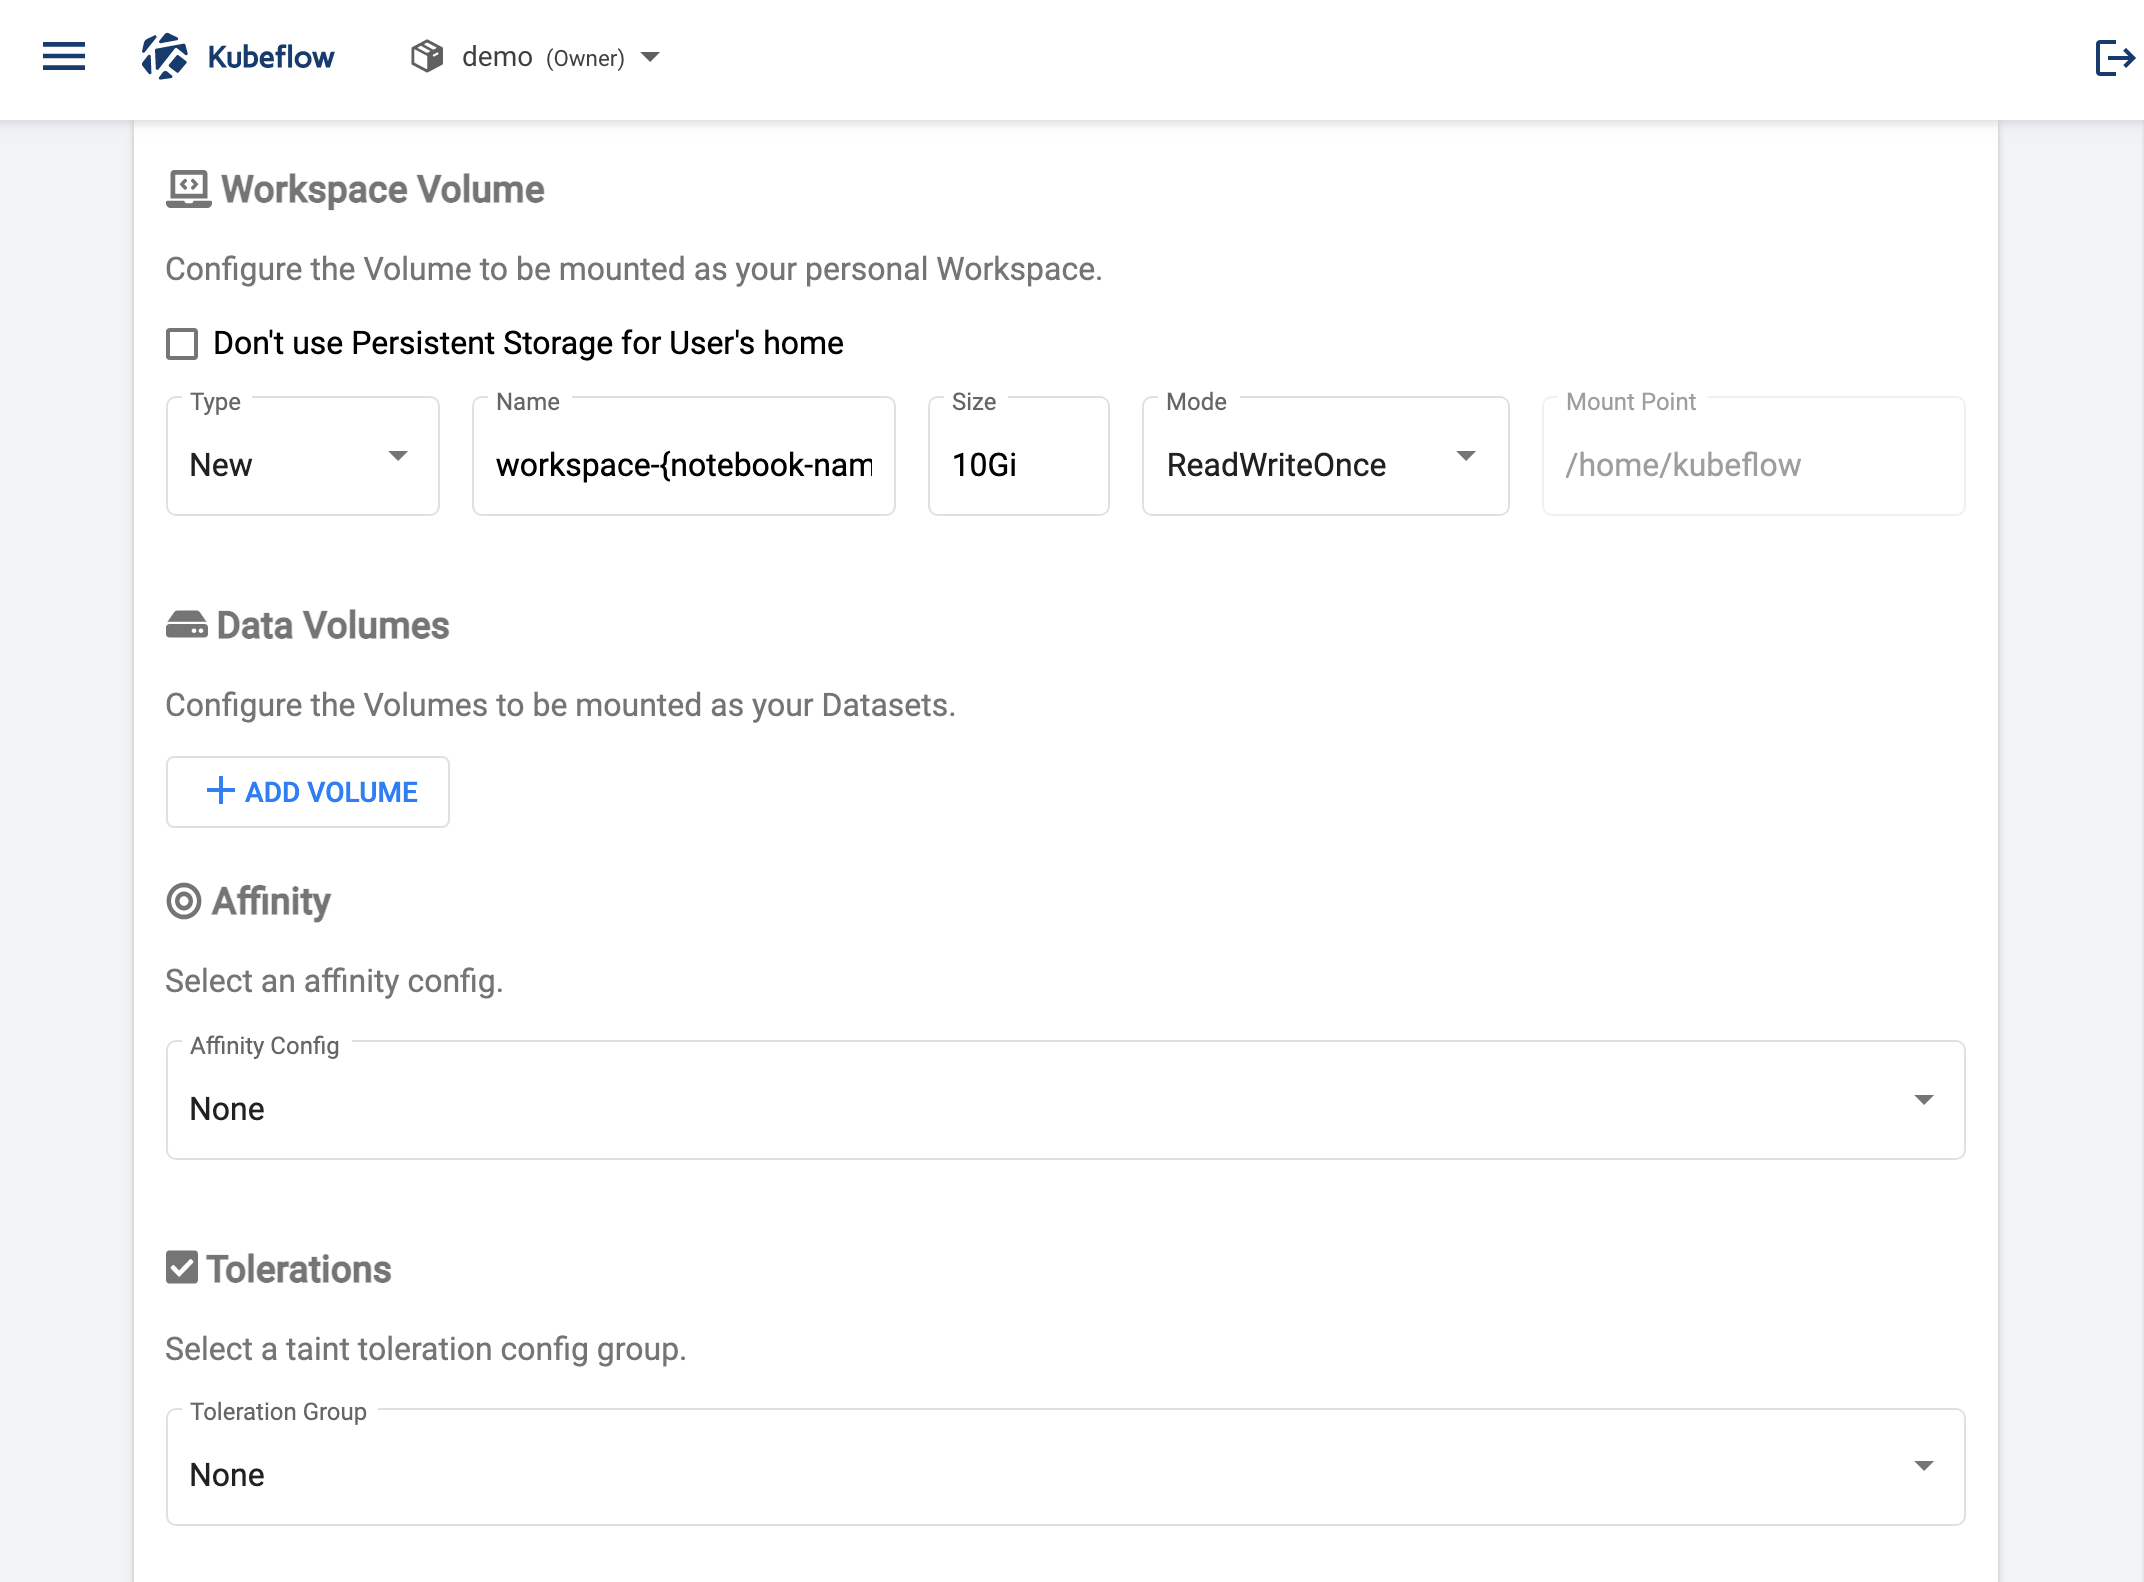 Kubeflow demo (Owner)
Workspace Volume
Configure the Volume to be mounted as your personal Workspace.
Don't use Persistent Storage for User's home
Type Name Size Mode Mount Point
New workspace-{notebook-nam 10Gi ReadWriteOnce /home/kubeflow
Data Volumes
Configure the Volumes to be mounted as your Datasets.
ADD VOLUME
Affinity
Select an affinity config.
Affinity Config
None
Tolerations
Select a taint toleration config group.
Toleration Group
None